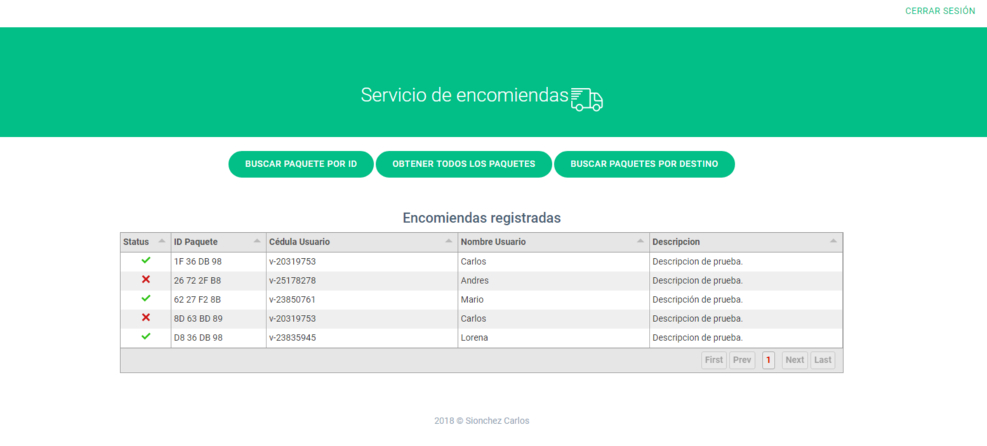 CERRAR SESIÓN
Servicio de encomiendas
BUSCAR PAQUETE POR ID OBTENER TODOS LOS PAQUETES BUSCAR PAQUETES POR DESTINO
Encomiendas registradas
Status ID Paquete Cédula Usuario Nombre Usuario Descripcion
1F 36 DB 98 v-20319753 Carlos Descripcion de prueba.
26 72 2F B8 v-25178278 Andres Descripcion de prueba.
62 27 F2 8B v-23850761 Mario Descripción de prueba.
8D 63 BD 89 v-20319753 Carlos Descripcion de prueba.
D8 36 DB 98 v-23835945 Lorena Descripcion de prueba.
First Prev 1 Next Last
2018 © Sionchez Carlos